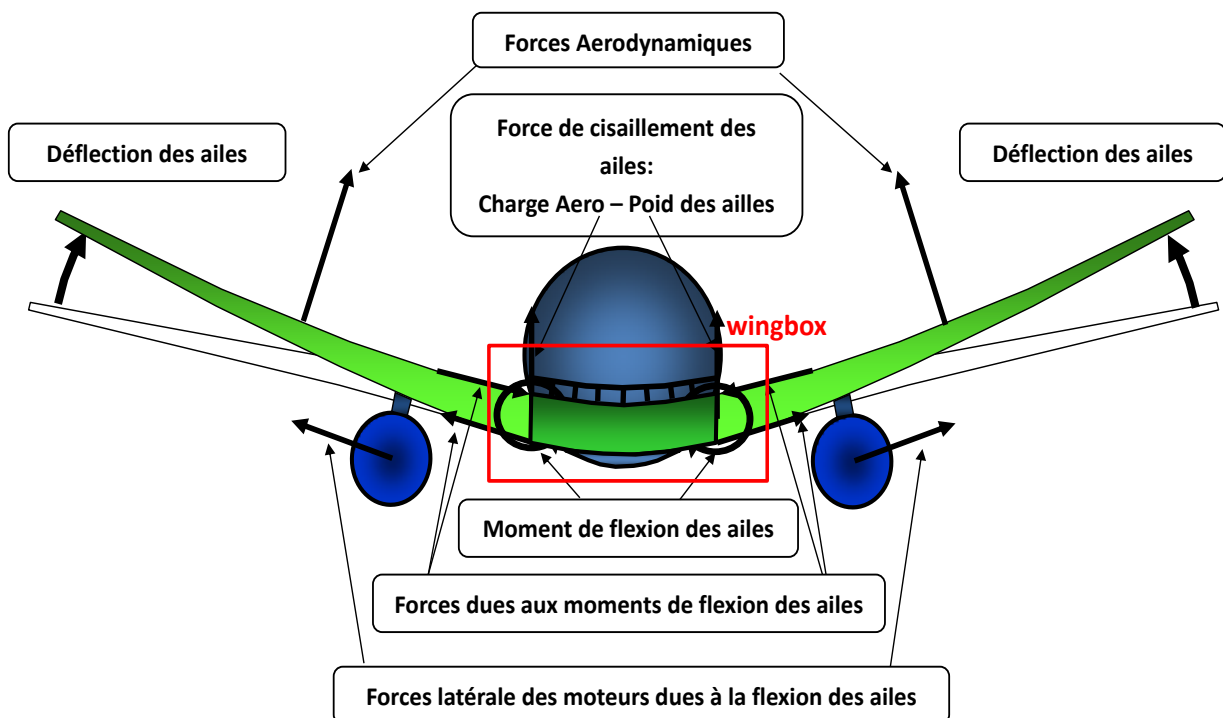 Forces Aerodynamiques
Force de cisaillement des
ailes:
Charge Aero – Poid des ailles
Déflection des ailes
Déflection des ailes
wingbox
Moment de flexion des ailes
Forces dues aux moments de flexion des ailes
Forces latérale des moteurs dues à la flexion des ailes